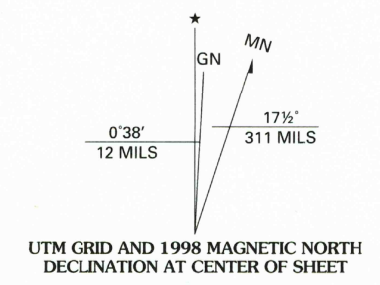 ★
GN
MN
0°38′
12 MILS
17½°
311 MILS
UTM GRID AND 1998 MAGNETIC NORTH
DECLINATION AT CENTER OF SHEET